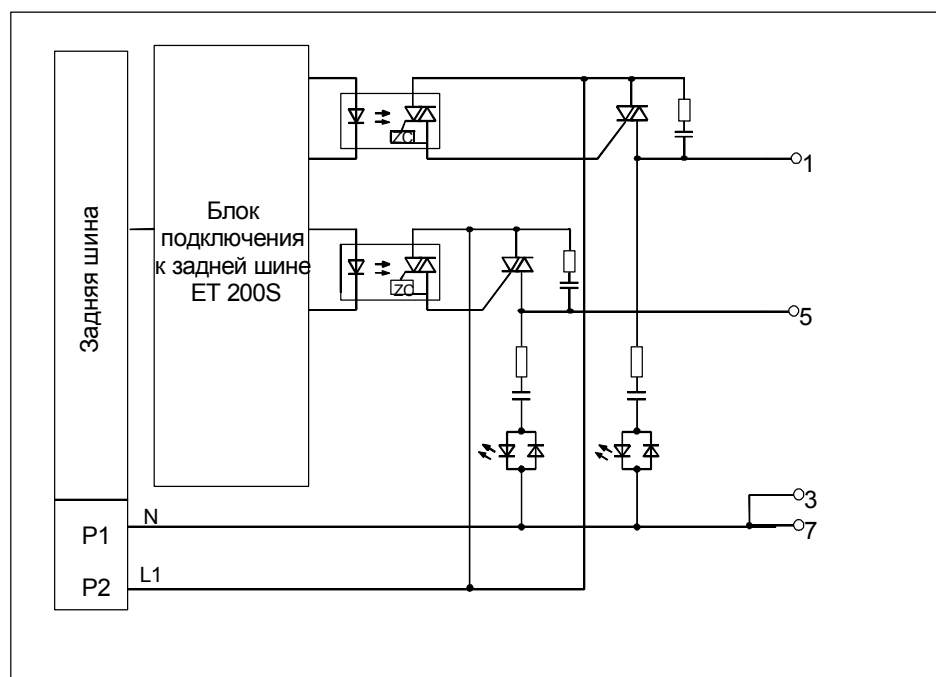 Задняя шина
Блок
подключения
к задней шине
ET 200S
ZC
ZC
1
5
3
7
P1
N
P2
L1